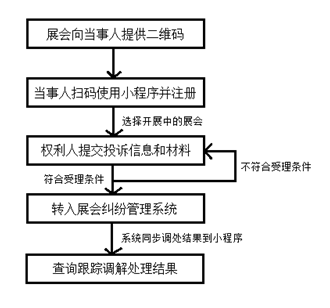 展会向当事人提供二维码
当事人扫码使用小程序并注册
选择开展中的展会
权利人提交投诉信息和材料
不符合受理条件
符合受理条件
转入展会纠纷管理系统
系统同步调处结果到小程序
查询跟踪调解处理结果